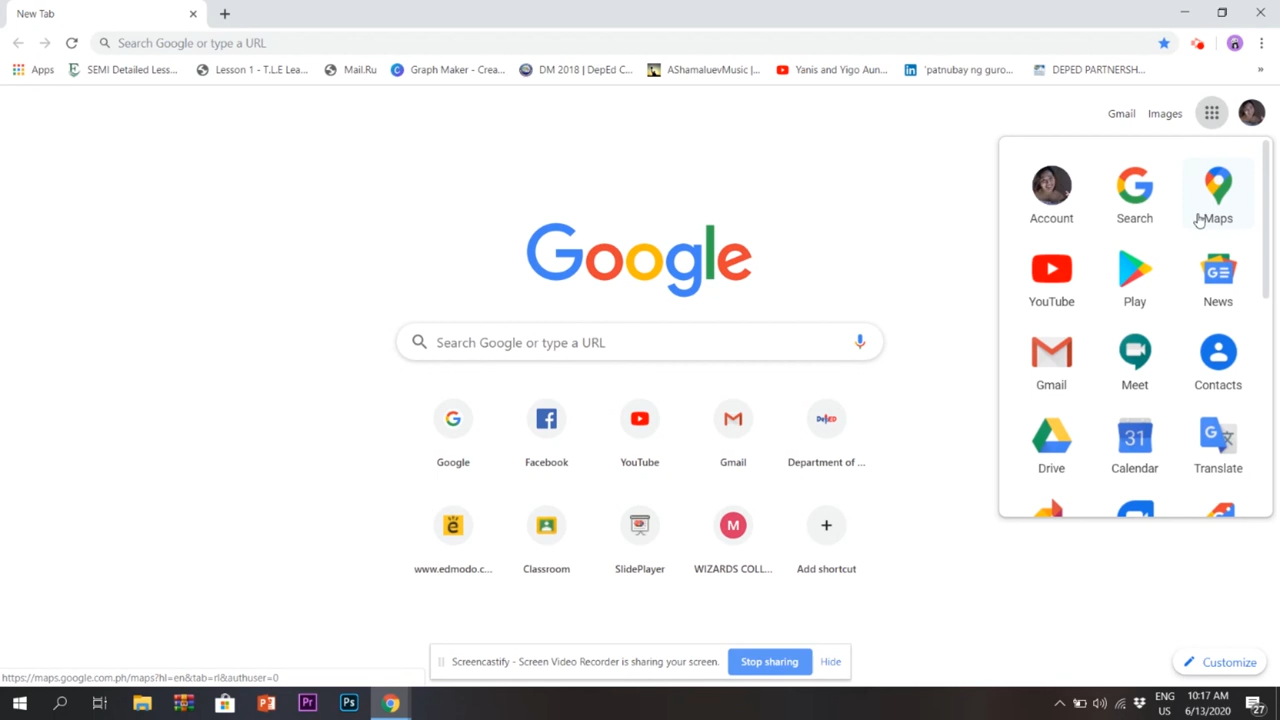 New Tab
Search Google or type a URL
Apps
SEMI Detailed Less...
Lesson 1 - T.L.E Lea...
Mail.Ru
Graph Maker - Crea...
DM 2018 | DepEd C...
AShamaluevMusic |...
Yanis and Yigo Aun...
'patnubay ng guro...
DEPED PARTNERSH...
»
Gmail
Images
Account
Search
Maps
YouTube
Play
News
Gmail
Meet
Contacts
Drive
31
Calendar
Translate
Google
Search Google or type a URL
Google
Facebook
YouTube
Gmail
DepED
Department of ...
M
www.edmodo.c...
Classroom
SlidePlayer
WIZARDS COLL...
Add shortcut
Screencastify - Screen Video Recorder is sharing your screen.
Stop sharing
Hide
Customize
https://maps.google.com.ph/maps?hl=en&tab=rl&authuser=0
Pr
Ps
ENG
US
10:17 AM
6/13/2020
27